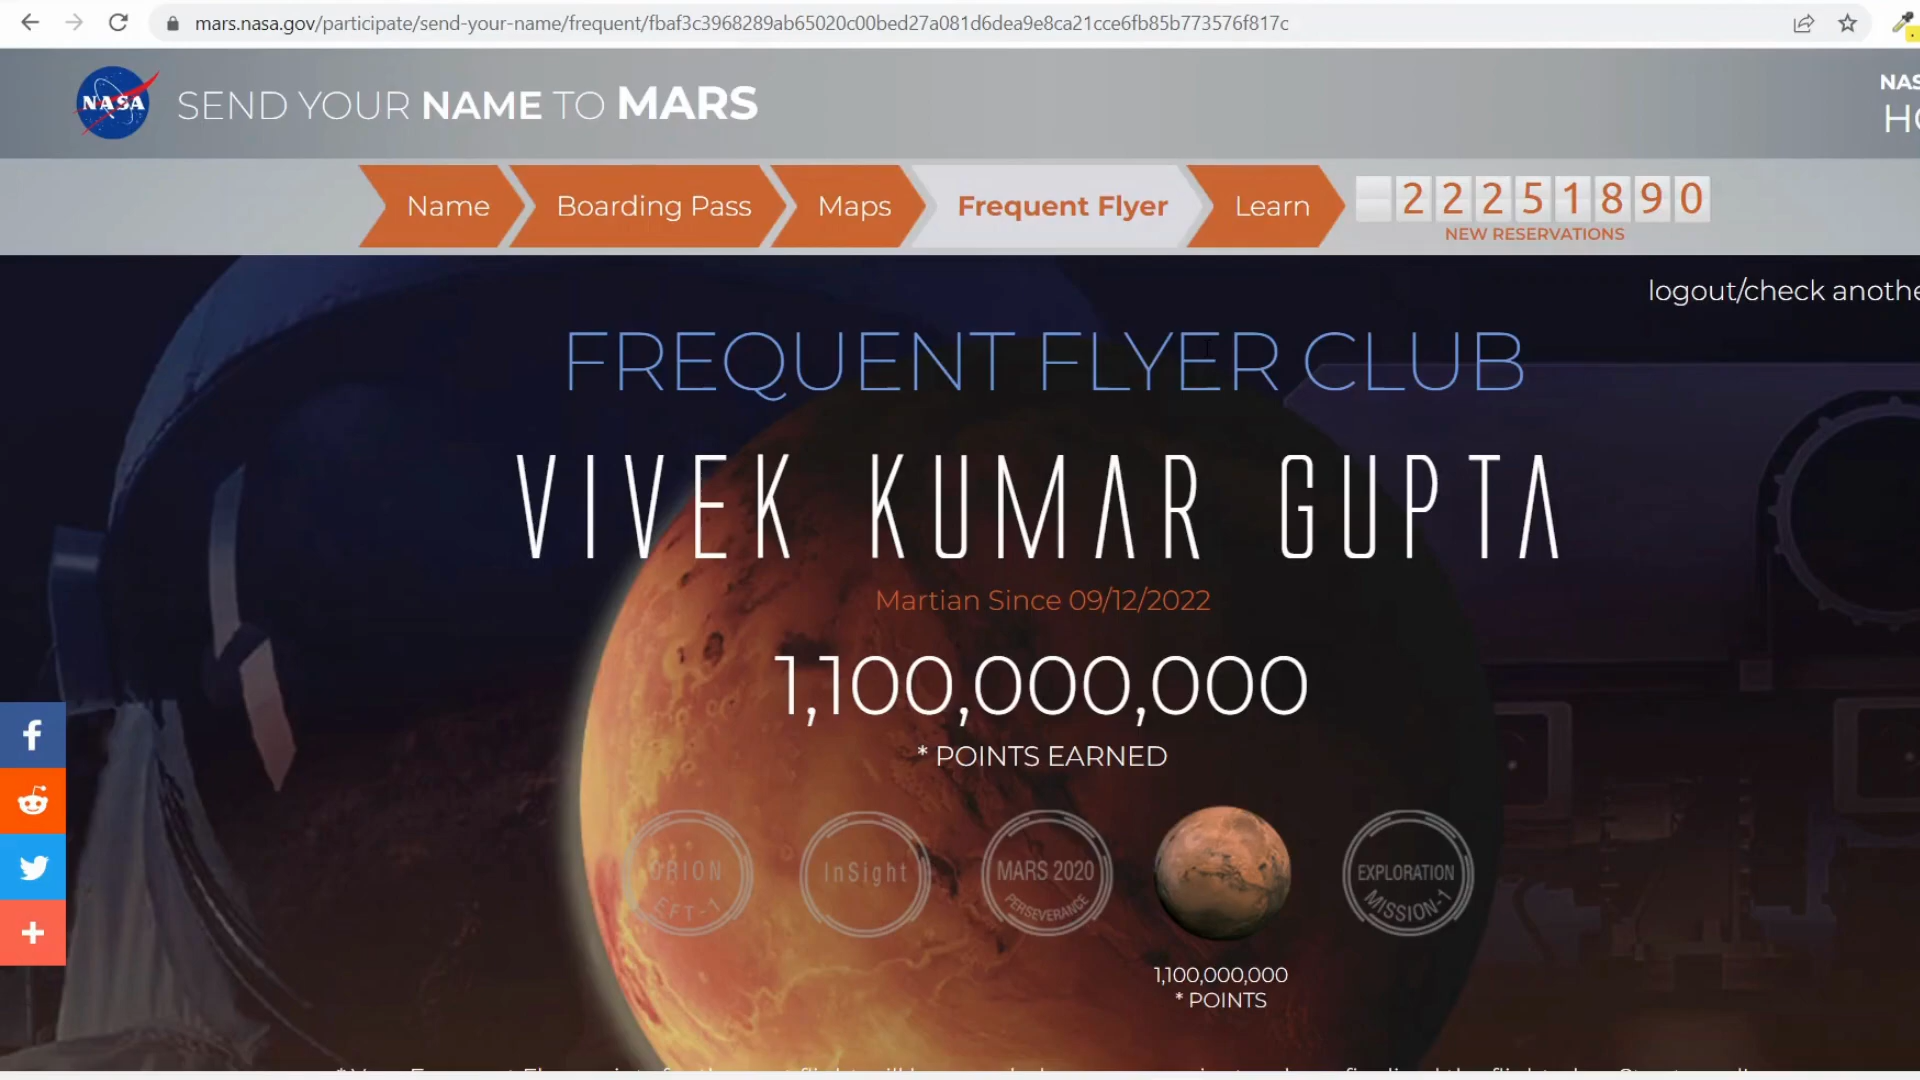 mars.nasa.gov/participate/send-your-name/frequent/fbaf3c3968289ab65020c00bed27a081d6dea9e8ca21cce6fb85b773576f817c
NASA
SEND YOUR NAME TO MARS
Name
Boarding Pass
Maps
Frequent Flyer
Learn
22251890
NEW RESERVATIONS
logout/check
FREQUENT FLYER CLUB
VIVEK KUMAR GUPTA
Martian Since 09/12/2022
1,100,000,000
* POINTS EARNED
ORION
EFT-1
InSight
MARS 2020
PERSEVERANCE
EXPLORATION
MISSION-1
1,100,000,000
* POINTS